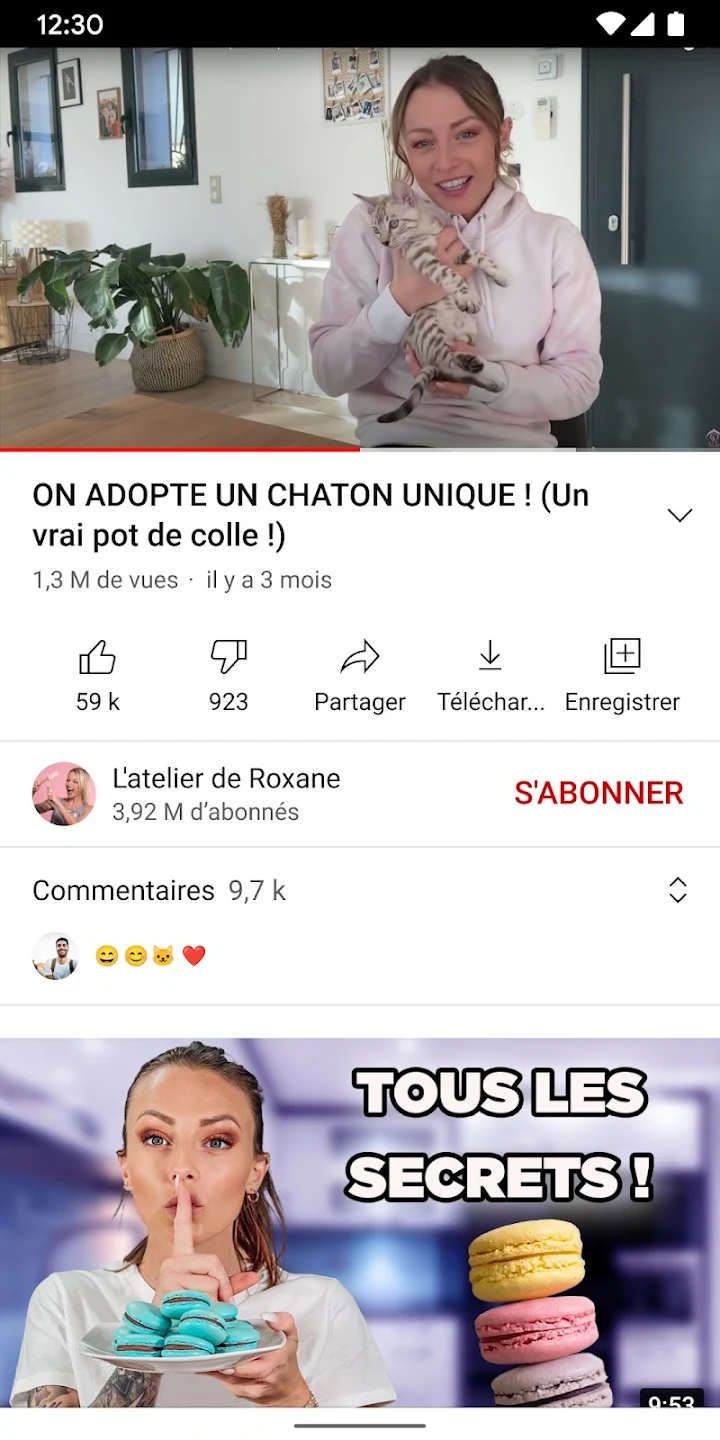 12:30
ON ADOPTE UN CHATON UNIQUE ! (Un
vrai pot de colle !)
1,3 M de vues · il y a 3 mois
59 k
923
Partager
Téléchar...
Enregistrer
L'atelier de Roxane
S'ABONNER
3,92 M d’abonnés
Commentaires 9,7 k
😄😊🐱❤️
TOUS LES
SECRETS !
9:53